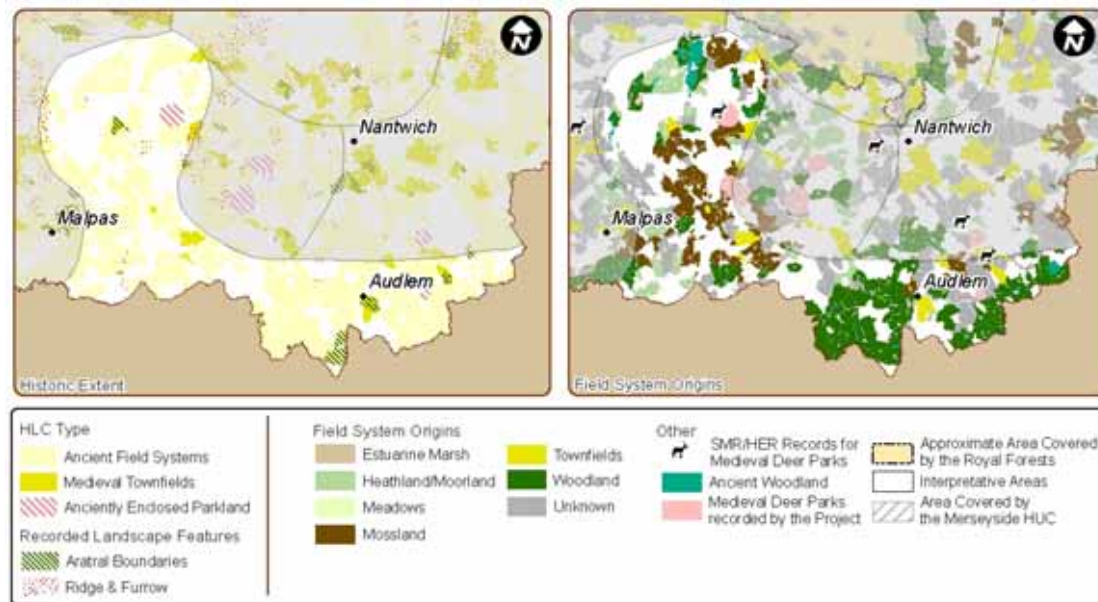 N
Nantwich
Malpas
Audlem
Historic Extent
N
Nantwich
Malpas
Audlem
Field System Origins
HLC Type
Ancient Field Systems
Medieval Townfields
Anciently Enclosed Parkland
Recorded Landscape Features
Aratral Boundaries
Ridge & Furrow
Field System Origins
Estuarine Marsh
Heathland/Moorland
Meadows
Mossland
Townfields
Woodland
Unknown
Other
SMR/HER Records for
Medieval Deer Parks
Ancient Woodland
Medieval Deer Parks
recorded by the Project
Approximate Area Covered
by the Royal Forests
Interpretative Areas
Area Covered by
the Merseyside HUC